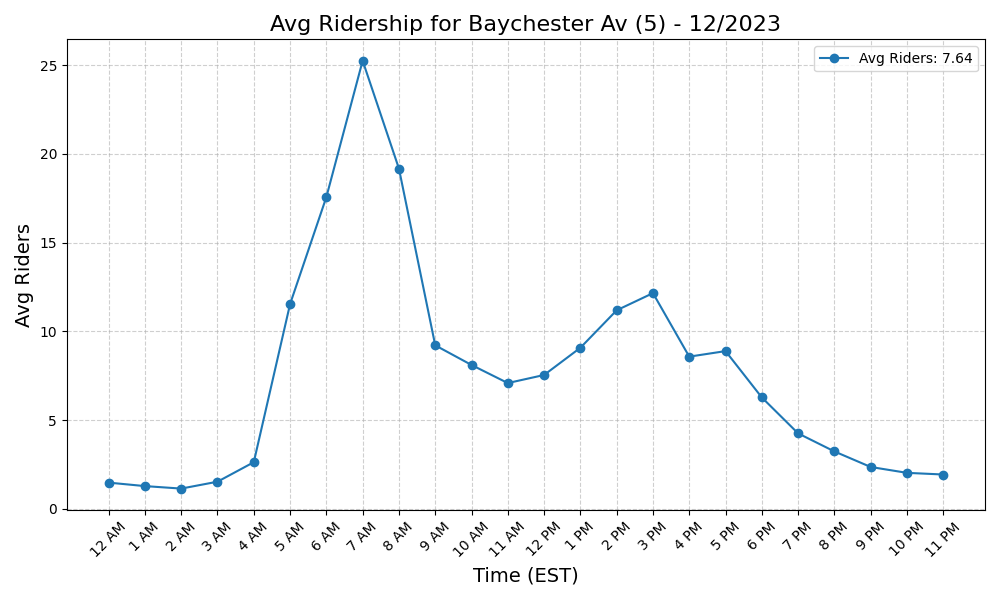 Avg Ridership for Baychester Av (5) - 12/2023
Avg Riders: 7.64
Avg Riders
25
20
15
10
5
0
12 AM
1 AM
2 AM
3 AM
4 AM
5 AM
6 AM
7 AM
8 AM
9 AM
10 AM
11 AM
12 PM
1 PM
2 PM
3 PM
4 PM
5 PM
6 PM
7 PM
8 PM
9 PM
10 PM
11 PM
Time (EST)